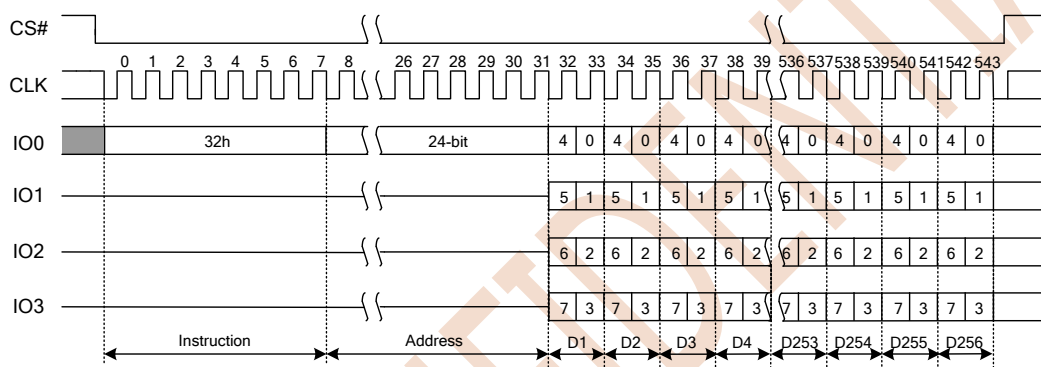 CS#
0 1 2 3 4 5 6 7 8 26 27 28 29 30 31 32 33 34 35 36 37 38 39 536 537 538 539 540 541 542 543
CLK
IO0 32h 24-bit 4 0 4 0 4 0 4 0 4 0 4 0 4 0 4 0
IO1 5 1 5 1 5 1 5 1 5 1 5 1 5 1 5 1
IO2 6 2 6 2 6 2 6 2 6 2 6 2 6 2 6 2
IO3 7 3 7 3 7 3 7 3 7 3 7 3 7 3 7 3
Instruction Address D1 D2 D3 D4 D253 D254 D255 D256